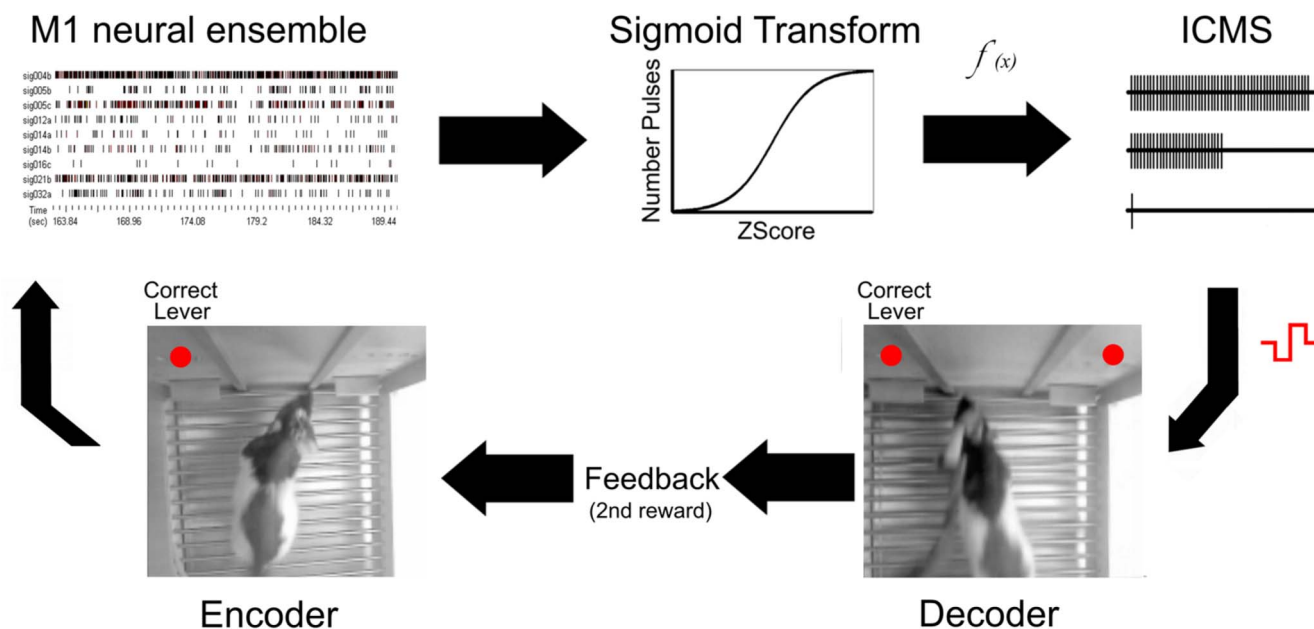 M1 neural ensemble
Sigmoid Transform
f (x)
ICMS
sig004b
sig005b
sig005c
sig012a
sig014a
sig014b
sig016c
sig021b
sig032a
Time
(sec)
163.84 168.96 174.08 179.2 184.32 189.44
Number Pulses
ZScore
Correct
Lever
Correct
Lever
Feedback
(2nd reward)
Encoder
Decoder